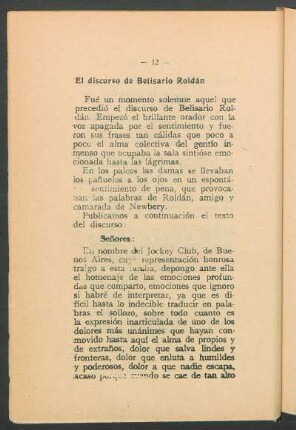 — 12 —
El discurso de Belisario Roldán
Fué un momento solemne aquel que
precedió el discurso de Belisario Rol-
dán. Empezó el brillante orador con la
voz apagada por el sentimiento y fue-
ron sus frases tan cálidas que poco a
poco el alma colectiva del gentío in-
menso que ocupaba la sala sintióse emo-
cionada hasta las lágrimas.
En los palcos las damas se llevaban
los pañuelos a los ojos en un espontá-
sentimiento de pena, que provoca-
las palabras de Roldán, amigo y
camarada de Newbery.
Publicamos a continuación el texto
del discurso:
Señores:
En nombre del Jockey Club, de Bue-
nos Aires, cuya representación honrosa
traigo a esta tumba, depongo ante ella
el homenaje de las emociones profun-
das que comparto, emociones que ignoro
si habré de interpretar, ya que es di-
fícil hasta lo indecible traducir en pala-
bras el sollozo, sobre todo cuanto es
la expresión inarticulada de uno de los
dolores más unánimes que hayan con-
movido hasta aquí el alma de propios y
de extraños, dolor que salva lindes y
fronteras, dolor que enluta a humildes
y poderosos, dolor a que nadie escapa,
acaso porque cuando se cae de tan alto